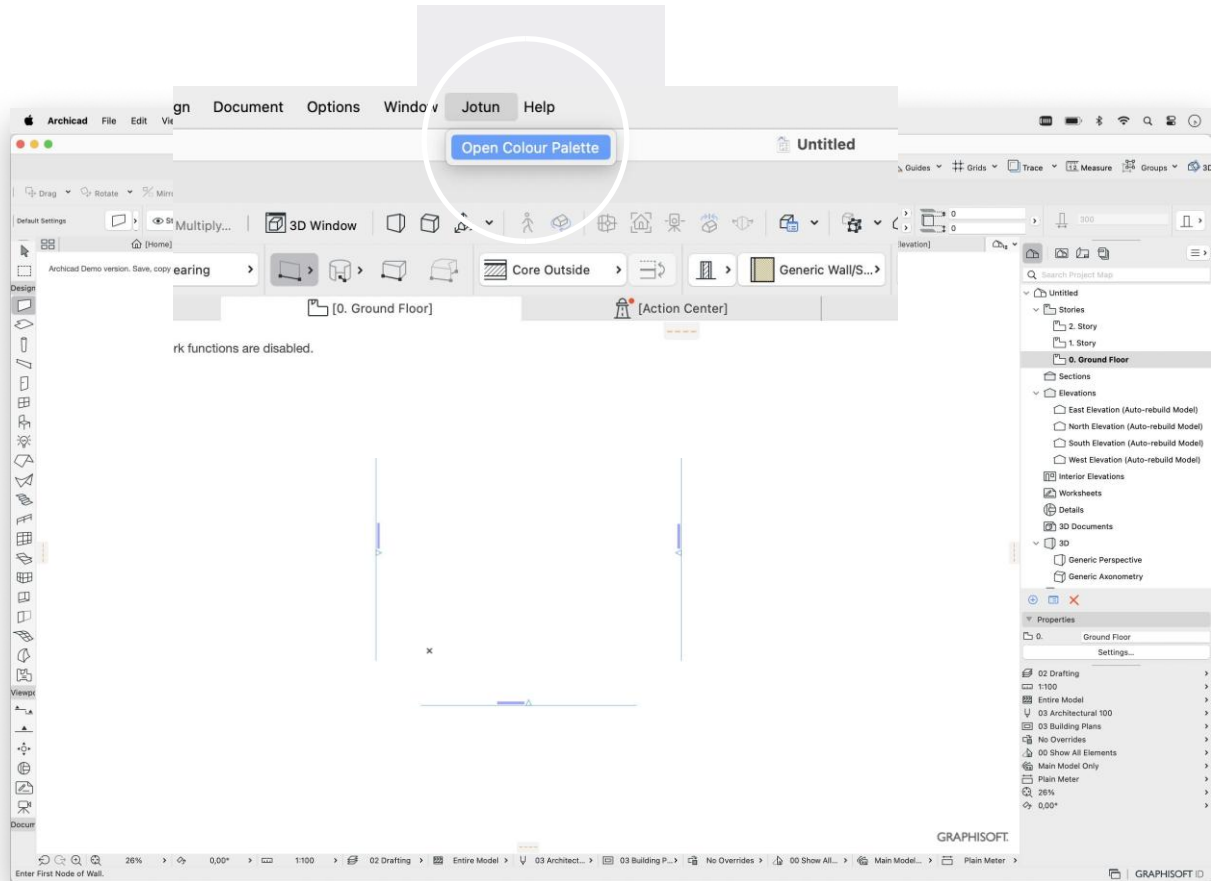 gn Document Options Window Jotun Help
Open Colour Palette
Untitled
Archicad File Edit
Guides Grids Trace Measure Groups 3D
Drag Rotate
Multiply... 3D Window
Default Settings
0
0
300
[Home]
Archicad Demo version. Save, copy
earing Core Outside Generic Wall/S...
[0. Ground Floor] [Action Center]
rk functions are disabled.
Search Project Map
Untitled
Stories
2. Story
1. Story
0. Ground Floor
Sections
Elevations
East Elevation (Auto-rebuild Model)
North Elevation (Auto-rebuild Model)
South Elevation (Auto-rebuild Model)
West Elevation (Auto-rebuild Model)
Interior Elevations
Worksheets
Details
3D Documents
3D
Generic Perspective
Generic Axonometry
Properties
0. Ground Floor
Settings...
02 Drafting
1:100
Entire Model
03 Architectural 100
03 Building Plans
No Overrides
00 Show All Elements
Main Model Only
Plain Meter
26%
0,00°
Design
Viewpo
Docum
GRAPHISOFT.
26% 0,00° 1:100 02 Drafting Entire Model 03 Architect... 03 Building P... No Overrides 00 Show All... Main Model... Plain Meter
Enter First Node of Wall.
GRAPHISOFT ID